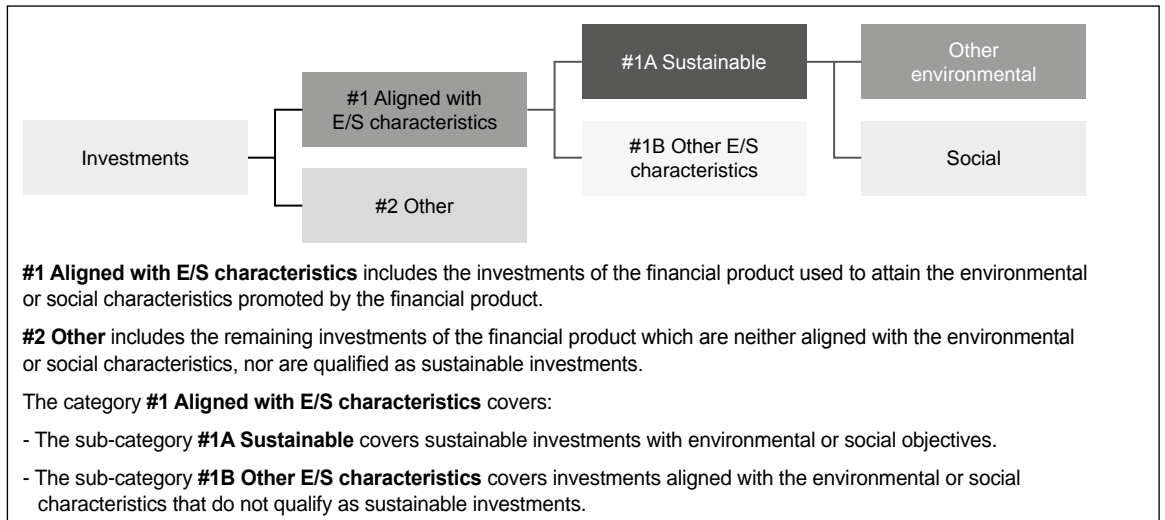 Investments
#1 Aligned with
E/S characteristics
#2 Other
#1A Sustainable
#1B Other E/S
characteristics
Other
environmental
Social
#1 Aligned with E/S characteristics includes the investments of the financial product used to attain the environmental
or social characteristics promoted by the financial product.
#2 Other includes the remaining investments of the financial product which are neither aligned with the environmental
or social characteristics, nor are qualified as sustainable investments.
The category #1 Aligned with E/S characteristics covers:
- The sub-category #1A Sustainable covers sustainable investments with environmental or social objectives.
- The sub-category #1B Other E/S characteristics covers investments aligned with the environmental or social
characteristics that do not qualify as sustainable investments.